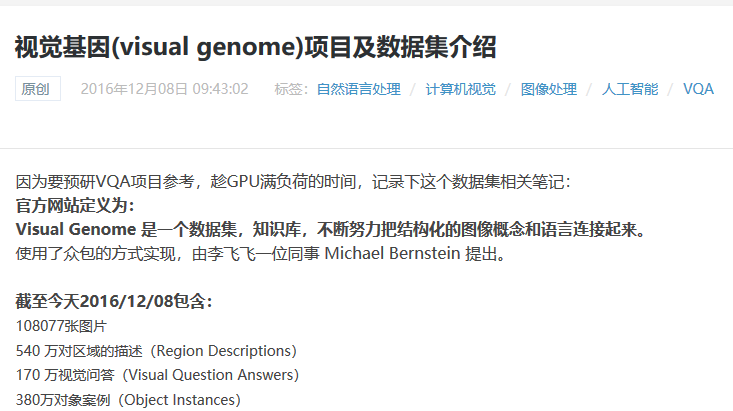 视觉基因(visual genome)项目及数据集介绍
原创 2016年12月08日 09:43:02 标签：自然语言处理 / 计算机视觉 / 图像处理 / 人工智能 / VQA
因为要预研VQA项目参考，趁GPU满负荷的时间，记录下这个数据集相关笔记：
官方网站定义为：
Visual Genome 是一个数据集，知识库，不断努力把结构化的图像概念和语言连接起来。
使用了众包的方式实现，由李飞飞一位同事 Michael Bernstein 提出。
截至今天2016/12/08包含：
108077张图片
540 万对区域的描述（Region Descriptions）
170 万视觉问答（Visual Question Answers）
380万对象案例（Object Instances）